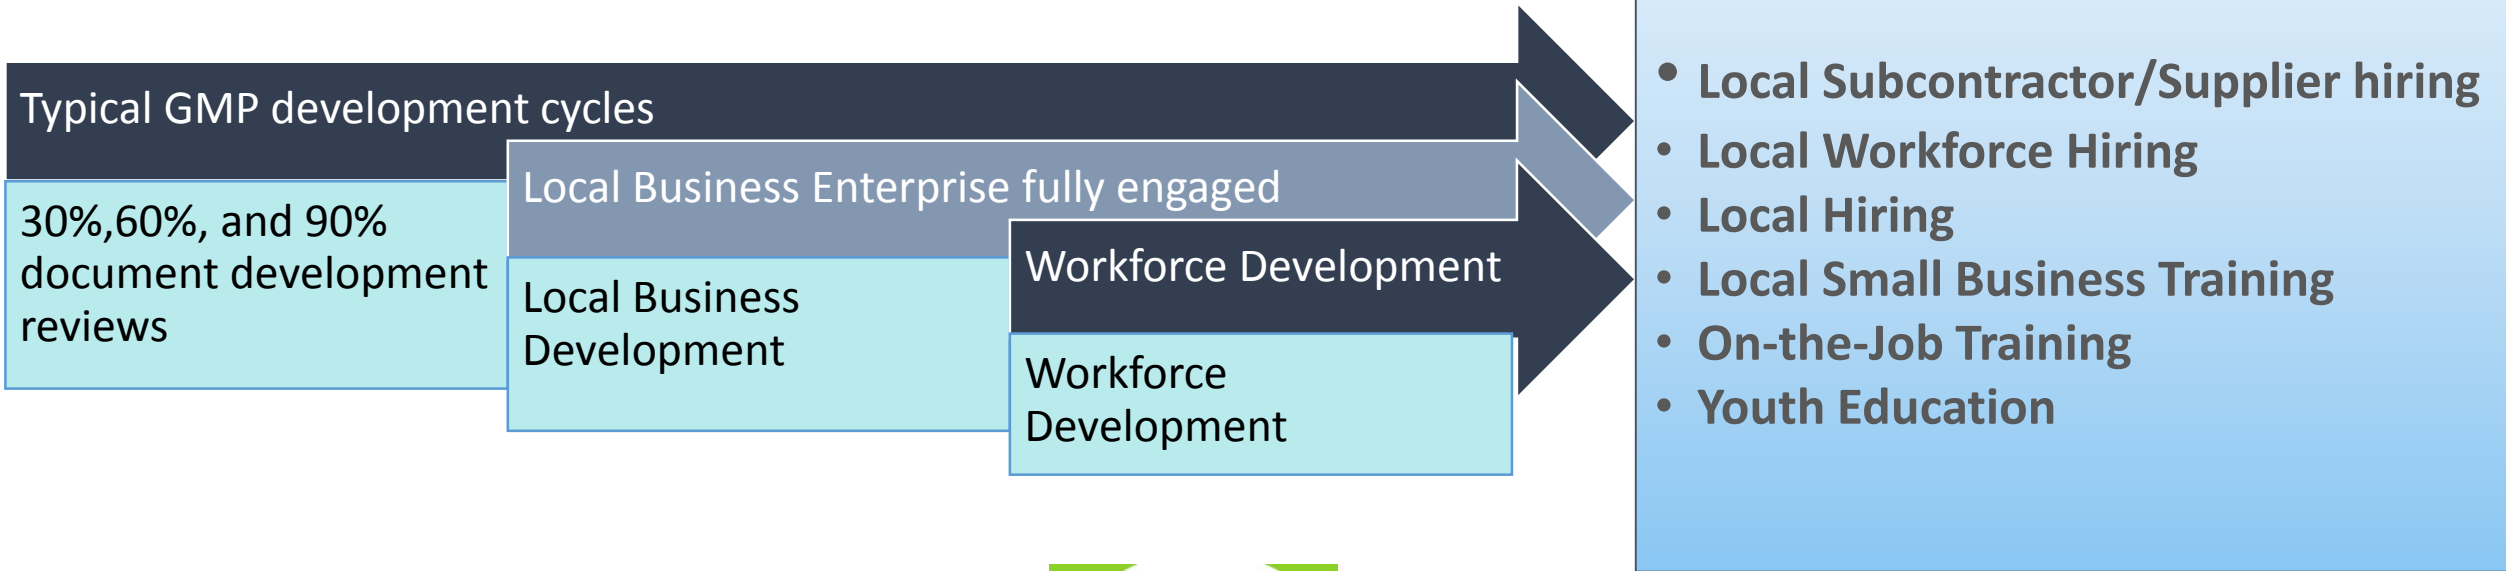 Typical GMP development cycles
30%,60%, and 90%
document development
reviews
Local Business Enterprise fully engaged
Local Business
Development
Workforce Development
Workforce
Development
• Local Subcontractor/Supplier hiring
• Local Workforce Hiring
• Local Hiring
• Local Small Business Training
• On-the-Job Training
• Youth Education